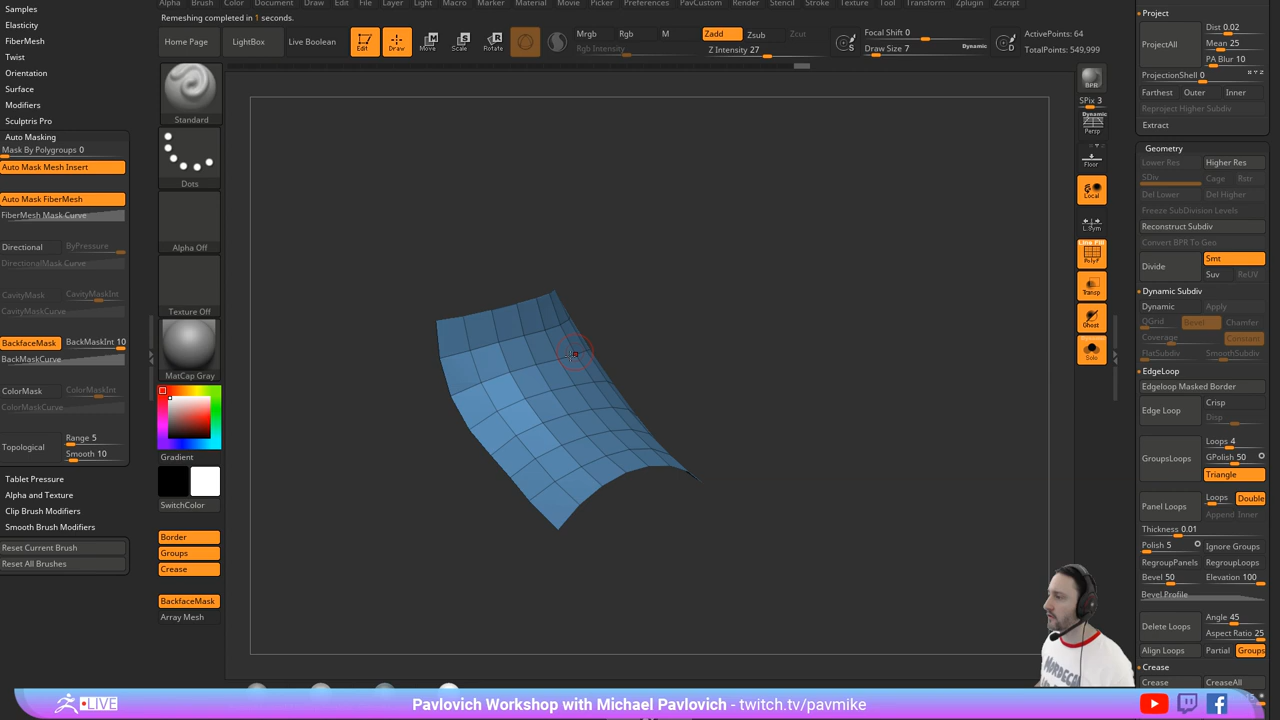 Alpha Brush Color Document Draw Edit File Layer Light Macro Marker Material Movie Picker Preferences PavCustom Render Stencil Stroke Texture Tool Transform Zplugin Zscript
Remeshing completed in 1 seconds.
Home Page
LightBox
Live Boolean
Edit
Draw
Move
Scale
Rotate
Mrgb
Rgb
M
Rgb Intensity
Zadd
Zsub
Zcut
Z Intensity 27
Focal Shift 0
Draw Size 7
Dynamic
ActivePoints: 64
TotalPoints: 549,999
Samples
Elasticity
FiberMesh
Twist
Orientation
Surface
Modifiers
Sculptris Pro
Auto Masking
Mask By Polygroups 0
Auto Mask Mesh Insert
Auto Mask FiberMesh
FiberMesh Mask Curve
Directional
ByPressure
DirectionalMask Curve
CavityMask
CavityMaskInt
CavityMaskCurve
BackfaceMask
BackMaskInt 10
BackMaskCurve
ColorMask
ColorMaskInt
ColorMaskCurve
Topological
Range 5
Smooth 10
Tablet Pressure
Alpha and Texture
Clip Brush Modifiers
Smooth Brush Modifiers
Reset Current Brush
Reset All Brushes
Standard
Dots
Alpha Off
Texture Off
MatCap Gray
Gradient
SwitchColor
Border
Groups
Crease
BackfaceMask
Array Mesh
BPR
SPix 3
Dynamic
Persp
Floor
Local
L.Sym
Line Fill
PolyF
Transp
Ghost
Solo
Project
ProjectAll
Dist 0.02
Mean 25
PA Blur 10
ProjectionShell 0
Farthest
Outer
Inner
Reproject Higher Subdiv
Extract
Geometry
Lower Res
Higher Res
SDiv
Cage
Rstr
Del Lower
Del Higher
Freeze SubDivision Levels
Reconstruct Subdiv
Convert BPR To Geo
Divide
Smt
Suv
ReUV
Dynamic Subdiv
Dynamic
Apply
QGrid
Bevel
Chamfer
Coverage
Constant
FlatSubdiv
SmoothSubdiv
EdgeLoop
Edgeloop Masked Border
Edge Loop
Crisp
Disp
GroupsLoops
Loops 4
GPolish 50
Triangle
Panel Loops
Loops
Double
Append
Inner
Thickness 0.01
Polish 5
Ignore Groups
RegroupPanels
RegroupLoops
Bevel 50
Elevation 100
Bevel Profile
Delete Loops
Angle 45
Aspect Ratio 25
Align Loops
Partial
Groups
Crease
Crease
CreaseAll
LIVE
Pavlovich Workshop with Michael Pavlovich - twitch.tv/pavmike